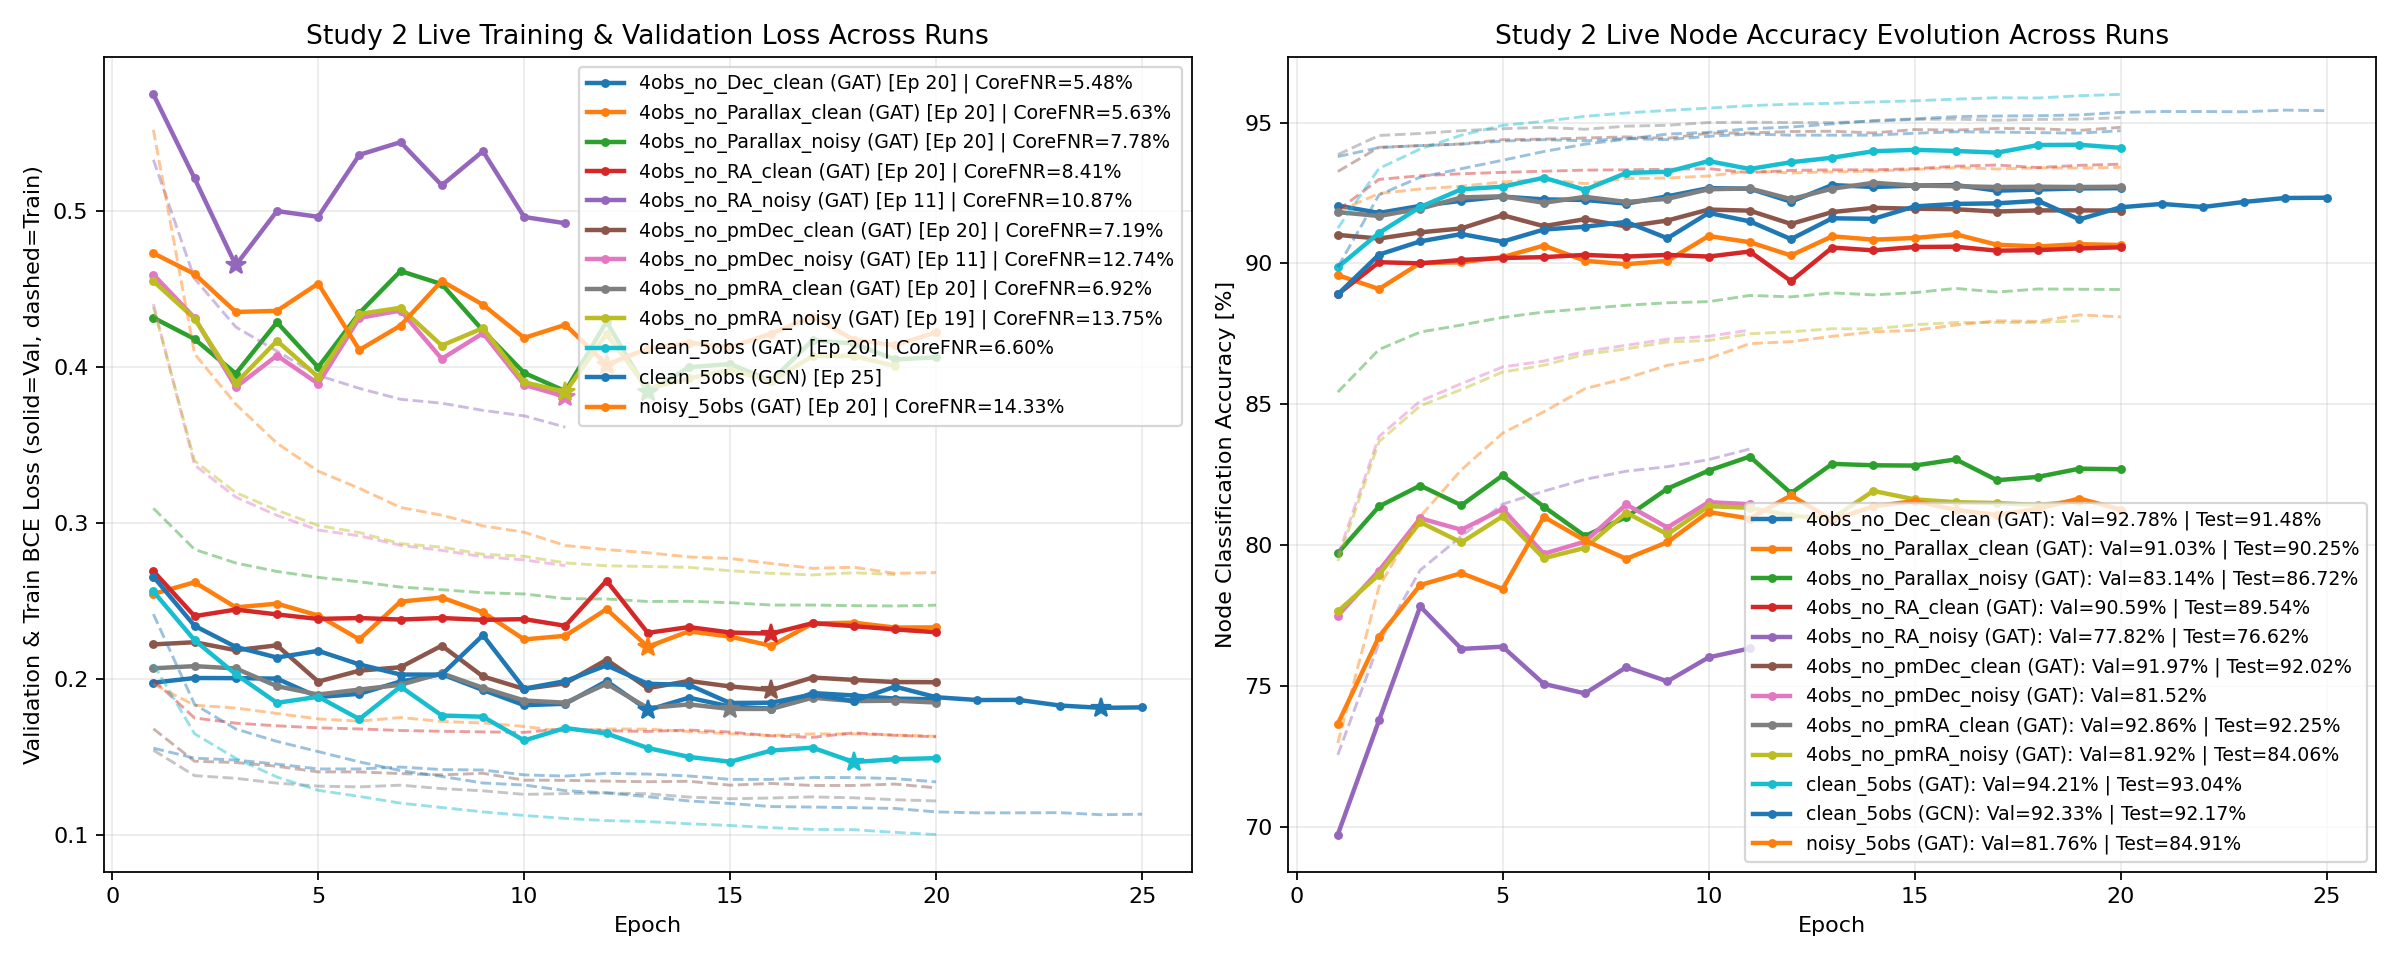 Study 2 Live Training & Validation Loss Across Runs
Validation & Train BCE Loss (solid=Val, dashed=Train)
0.5
0.4
0.3
0.2
0.1
4obs_no_Dec_clean (GAT) [Ep 20] | CoreFNR=5.48%
4obs_no_Parallax_clean (GAT) [Ep 20] | CoreFNR=5.63%
4obs_no_Parallax_noisy (GAT) [Ep 20] | CoreFNR=7.78%
4obs_no_RA_clean (GAT) [Ep 20] | CoreFNR=8.41%
4obs_no_RA_noisy (GAT) [Ep 11] | CoreFNR=10.87%
4obs_no_pmDec_clean (GAT) [Ep 20] | CoreFNR=7.19%
4obs_no_pmDec_noisy (GAT) [Ep 11] | CoreFNR=12.74%
4obs_no_pmRA_clean (GAT) [Ep 20] | CoreFNR=6.92%
4obs_no_pmRA_noisy (GAT) [Ep 19] | CoreFNR=13.75%
clean_5obs (GAT) [Ep 20] | CoreFNR=6.60%
clean_5obs (GCN) [Ep 25]
noisy_5obs (GAT) [Ep 20] | CoreFNR=14.33%
0 5 10 15 20 25
Epoch
Study 2 Live Node Accuracy Evolution Across Runs
Node Classification Accuracy [%]
95
90
85
80
75
70
4obs_no_Dec_clean (GAT): Val=92.78% | Test=91.48%
4obs_no_Parallax_clean (GAT): Val=91.03% | Test=90.25%
4obs_no_Parallax_noisy (GAT): Val=83.14% | Test=86.72%
4obs_no_RA_clean (GAT): Val=90.59% | Test=89.54%
4obs_no_RA_noisy (GAT): Val=77.82% | Test=76.62%
4obs_no_pmDec_clean (GAT): Val=91.97% | Test=92.02%
4obs_no_pmDec_noisy (GAT): Val=81.52%
4obs_no_pmRA_clean (GAT): Val=92.86% | Test=92.25%
4obs_no_pmRA_noisy (GAT): Val=81.92% | Test=84.06%
clean_5obs (GAT): Val=94.21% | Test=93.04%
clean_5obs (GCN): Val=92.33% | Test=92.17%
noisy_5obs (GAT): Val=81.76% | Test=84.91%
0 5 10 15 20 25
Epoch